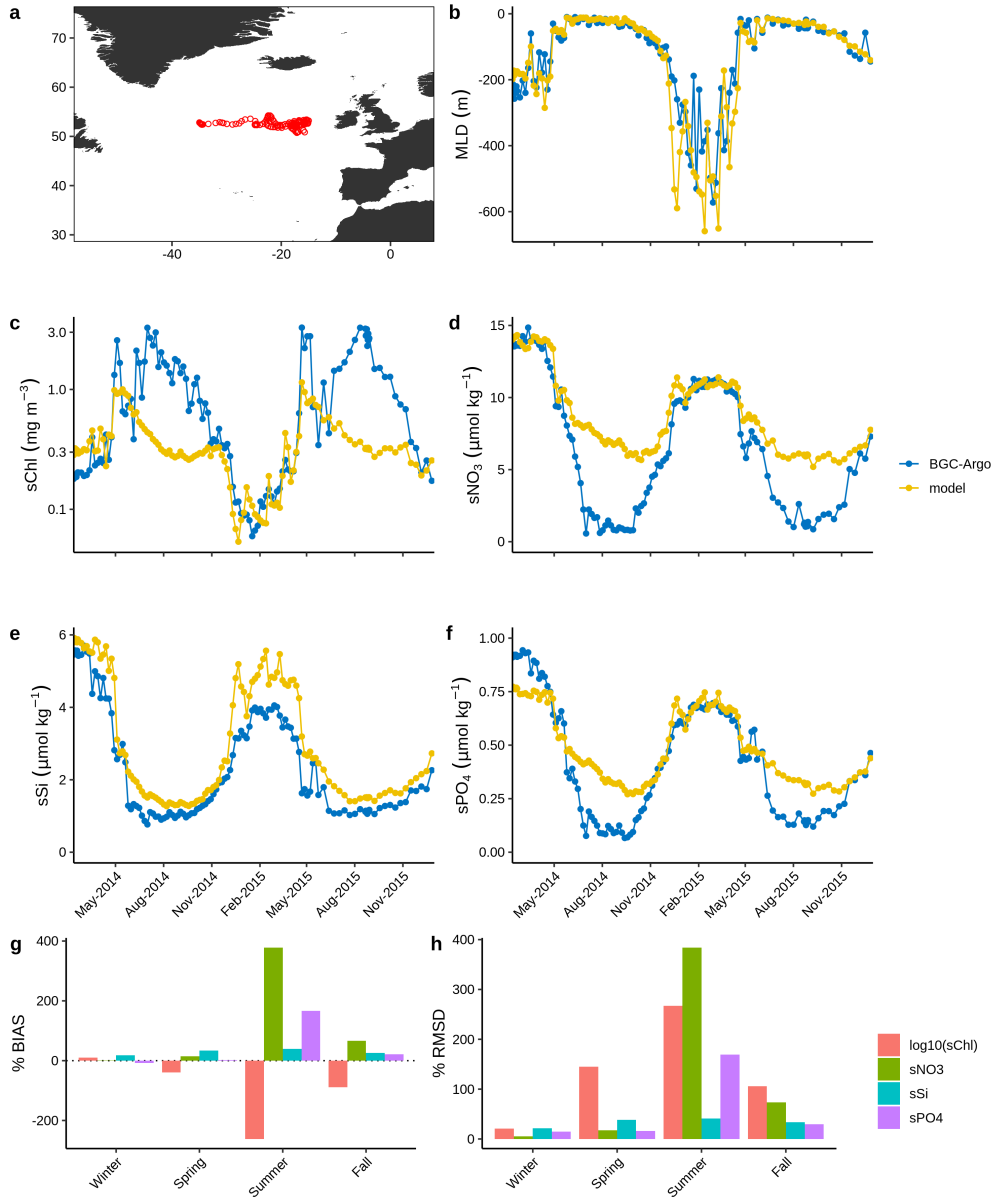 a
70
60
50
40
30
-40
-20
0
b
MLD (m)
0
-200
-400
-600
c
sChl (mg m⁻³)
3.0
1.0
0.3
0.1
d
sNO₃ (µmol kg⁻¹)
15
10
5
0
BGC-Argo
model
e
sSi (µmol kg⁻¹)
6
4
2
0
May-2014
Aug-2014
Nov-2014
Feb-2015
May-2015
Aug-2015
Nov-2015
f
sPO₄ (µmol kg⁻¹)
1.00
0.75
0.50
0.25
0.00
May-2014
Aug-2014
Nov-2014
Feb-2015
May-2015
Aug-2015
Nov-2015
g
% BIAS
400
200
0
-200
Winter
Spring
Summer
Fall
h
% RMSD
400
300
200
100
0
Winter
Spring
Summer
Fall
log10(sChl)
sNO3
sSi
sPO4